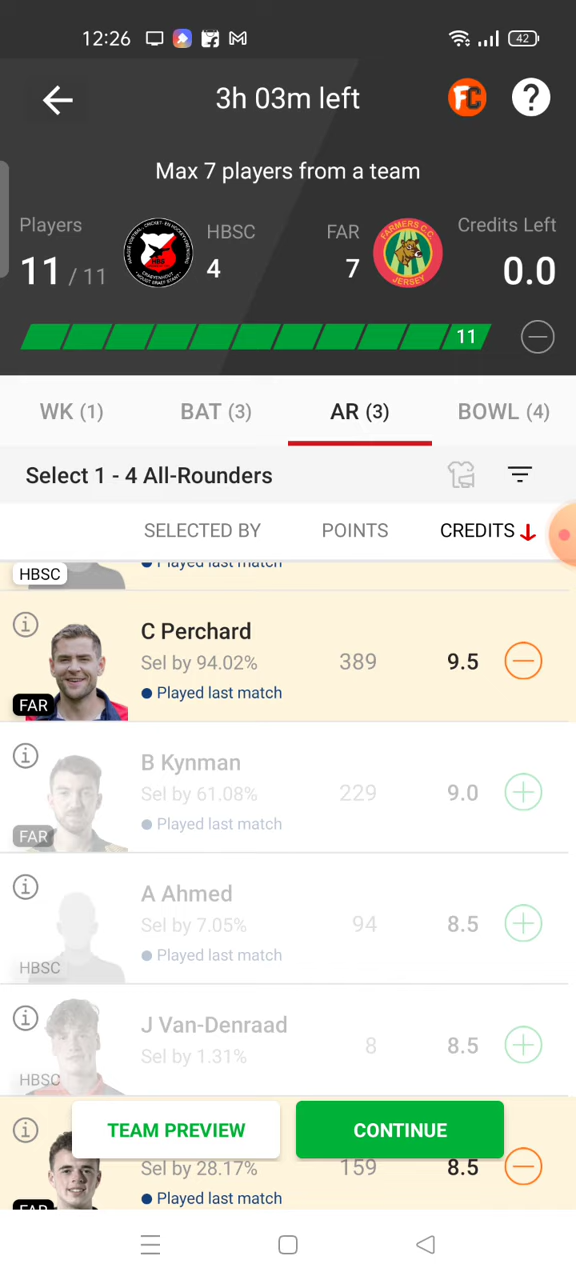 12:26
42
3h 03m left
FC
?
Max 7 players from a team
Players
HBSC
FAR
Credits Left
11 / 11
4
7
0.0
FARMERS C.C.
JERSEY
11
WK (1)
BAT (3)
AR (3)
BOWL (4)
Select 1 - 4 All-Rounders
SELECTED BY
POINTS
CREDITS
HBSC
Played last match
C Perchard
Sel by 94.02%
389
9.5
Played last match
FAR
B Kynman
Sel by 61.08%
229
9.0
Played last match
FAR
A Ahmed
Sel by 7.05%
94
8.5
Played last match
HBSC
J Van-Denraad
Sel by 1.31%
8
8.5
HBSC
TEAM PREVIEW
CONTINUE
Sel by 28.17%
159
8.5
Played last match
FAR